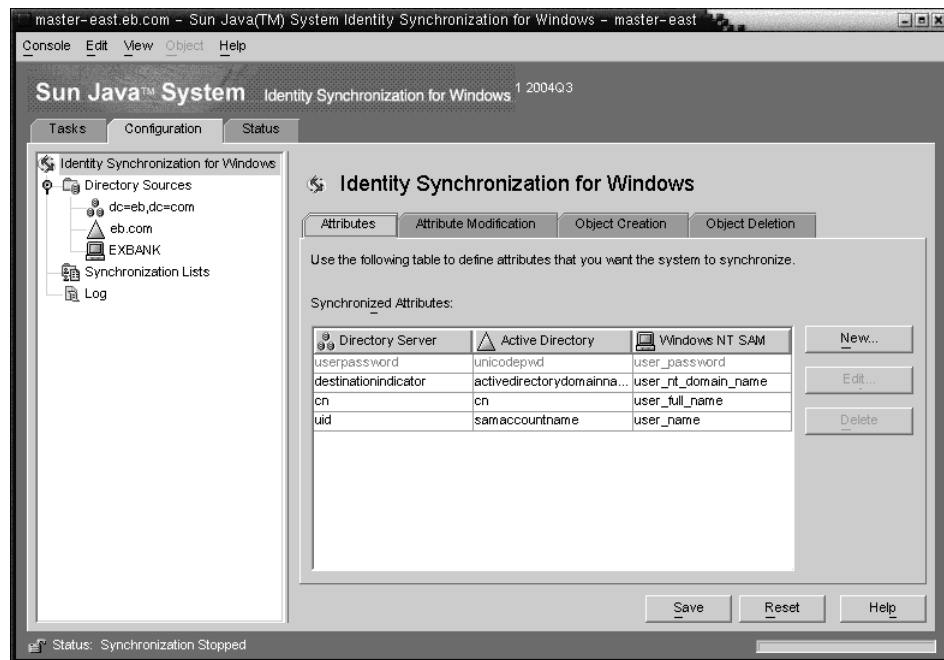 master-east.eb.com - Sun Java(TM) System Identity Synchronization for Windows - master-east
Console Edit View Object Help
Sun Java™ System Identity Synchronization for Windows 1 2004Q3
Tasks Configuration Status
Identity Synchronization for Windows
Directory Sources
dc=eb,dc=com
eb.com
EXBANK
Synchronization Lists
Log
Identity Synchronization for Windows
Attributes Attribute Modification Object Creation Object Deletion
Use the following table to define attributes that you want the system to synchronize.
Synchronized Attributes:
Directory Server Active Directory Windows NT SAM
userpassword unicodepwd user_password
destinationindicator activedirectorydomainna... user_nt_domain_name
cn cn user_full_name
uid samaccountname user_name
New...
Edit...
Delete
Save Reset Help
Status: Synchronization Stopped